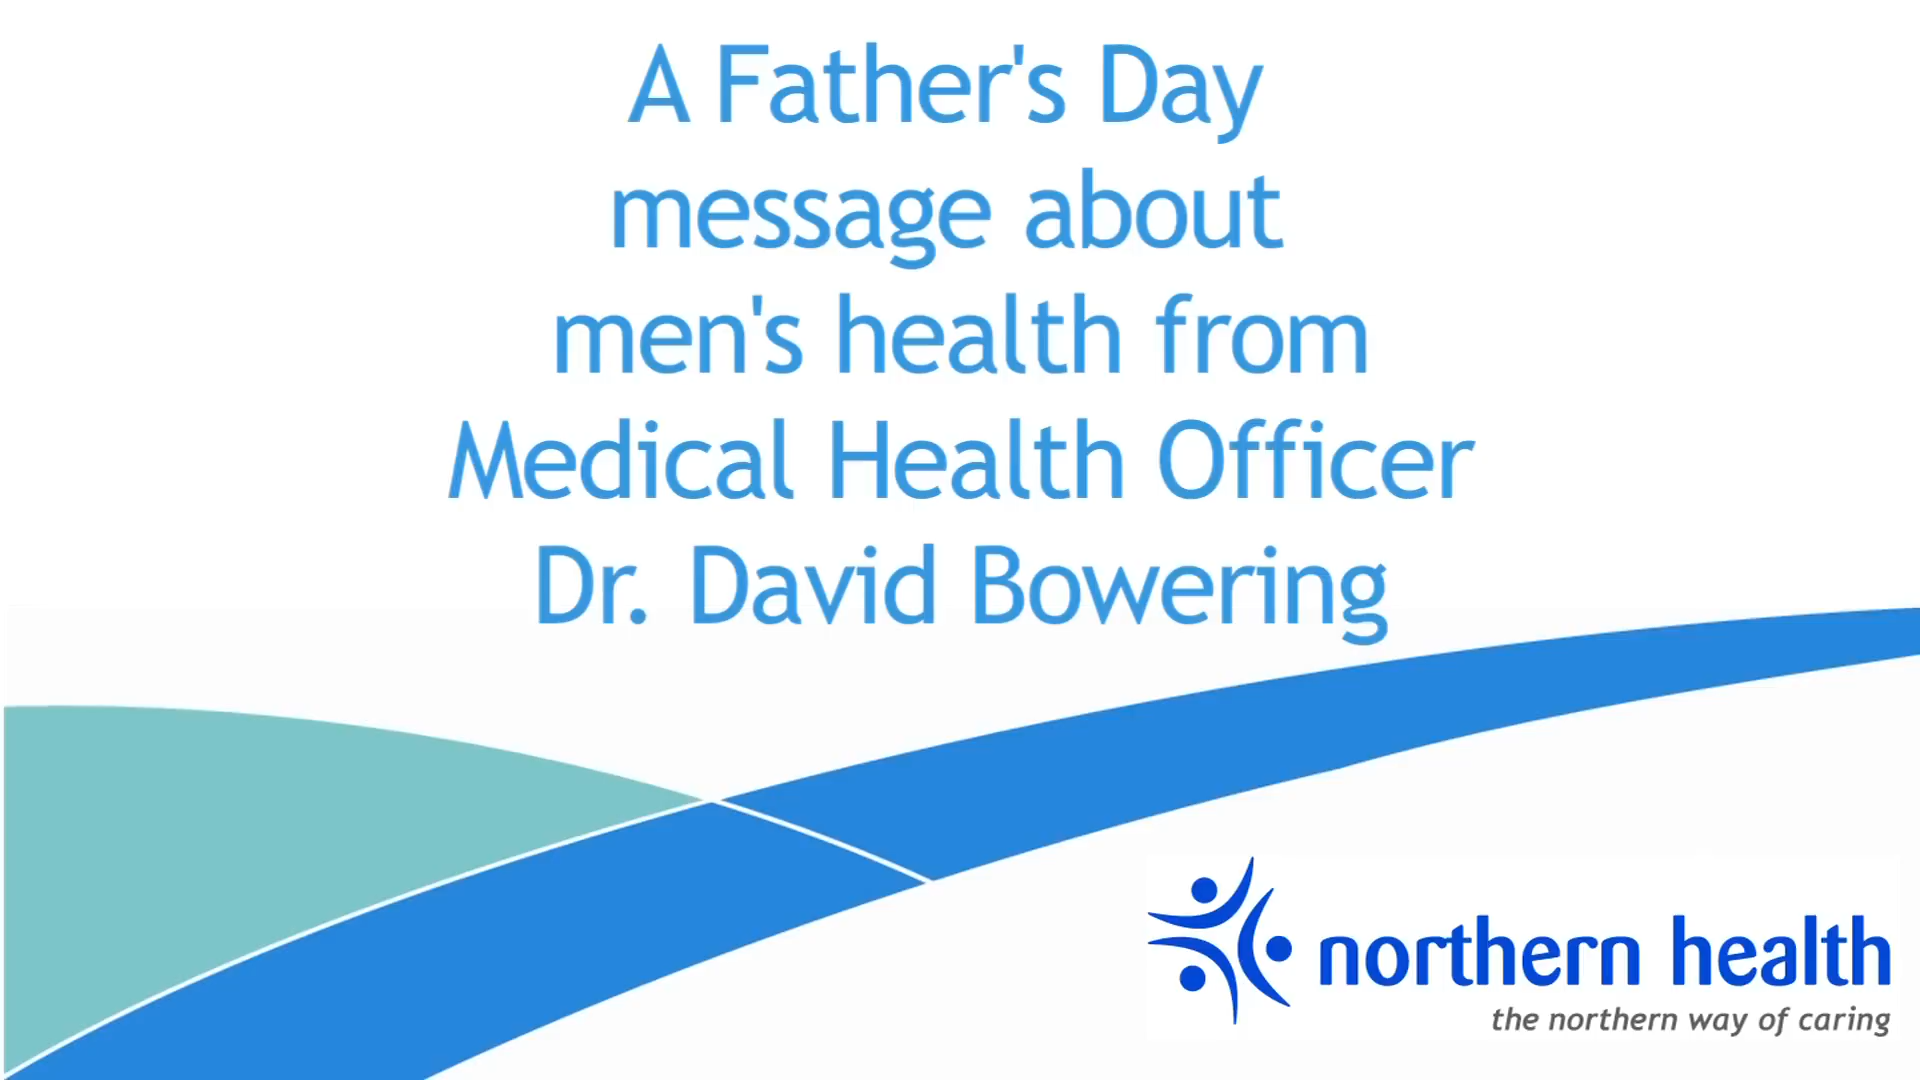 A Father's Day
message about
men's health from
Medical Health Officer
Dr. David Bowering
northern health
the northern way of caring